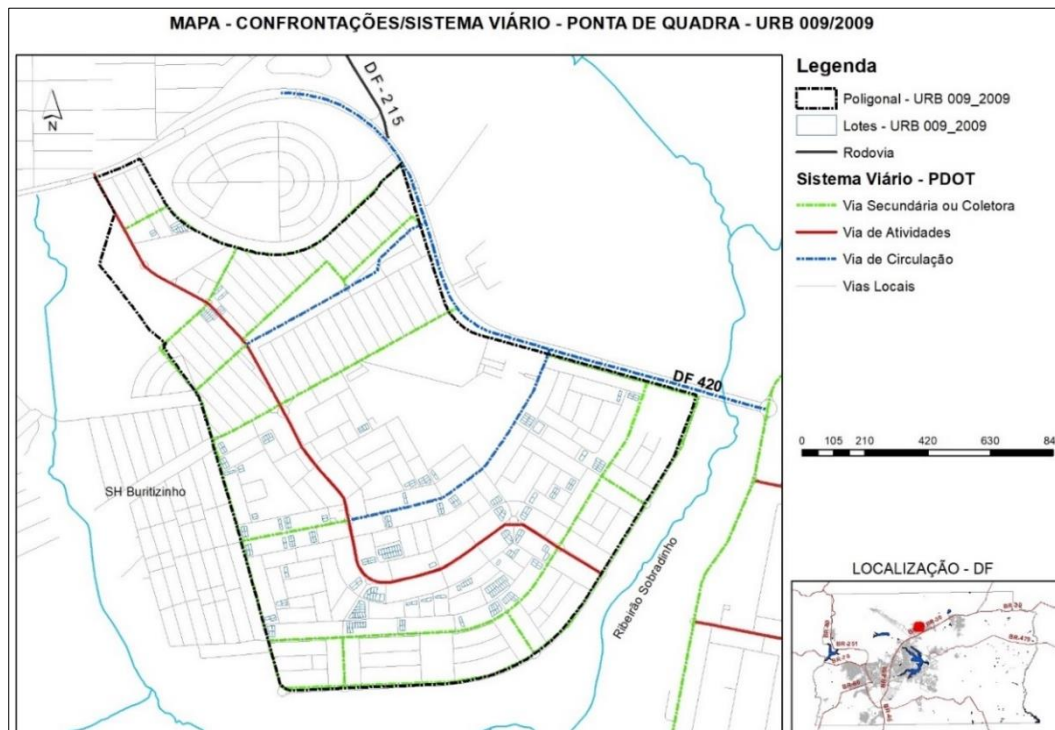 MAPA - CONFRONTAÇÕES/SISTEMA VIÁRIO - PONTA DE QUADRA - URB 009/2009
DF-215
N
DF 420
SH Buritizinho
Ribeirão Sobradinho
Legenda
Poligonal - URB 009_2009
Lotes - URB 009_2009
Rodovia
Sistema Viário - PDOT
Via Secundária ou Coletora
Via de Atividades
Via de Circulação
Vias Locais
0 105 210 420 630 84
LOCALIZAÇÃO - DF